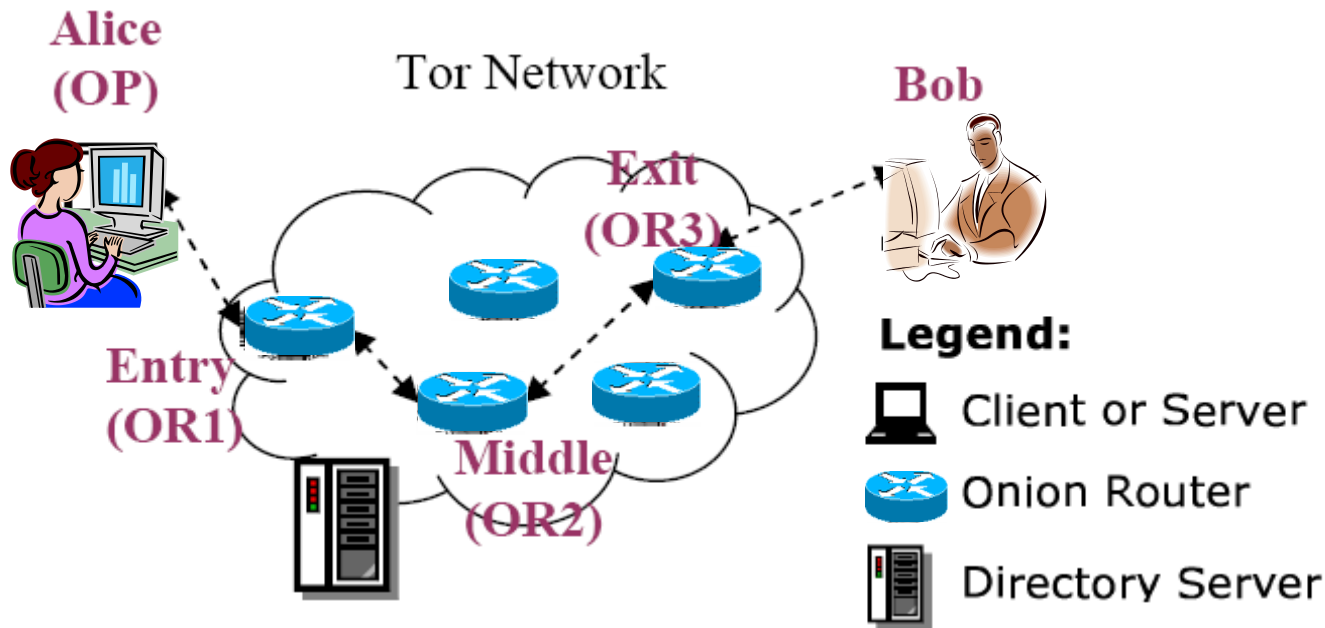 Alice
(OP)
Tor Network
Bob
Exit
(OR3)
Entry
(OR1)
Middle
(OR2)
Legend:
Client or Server
Onion Router
Directory Server